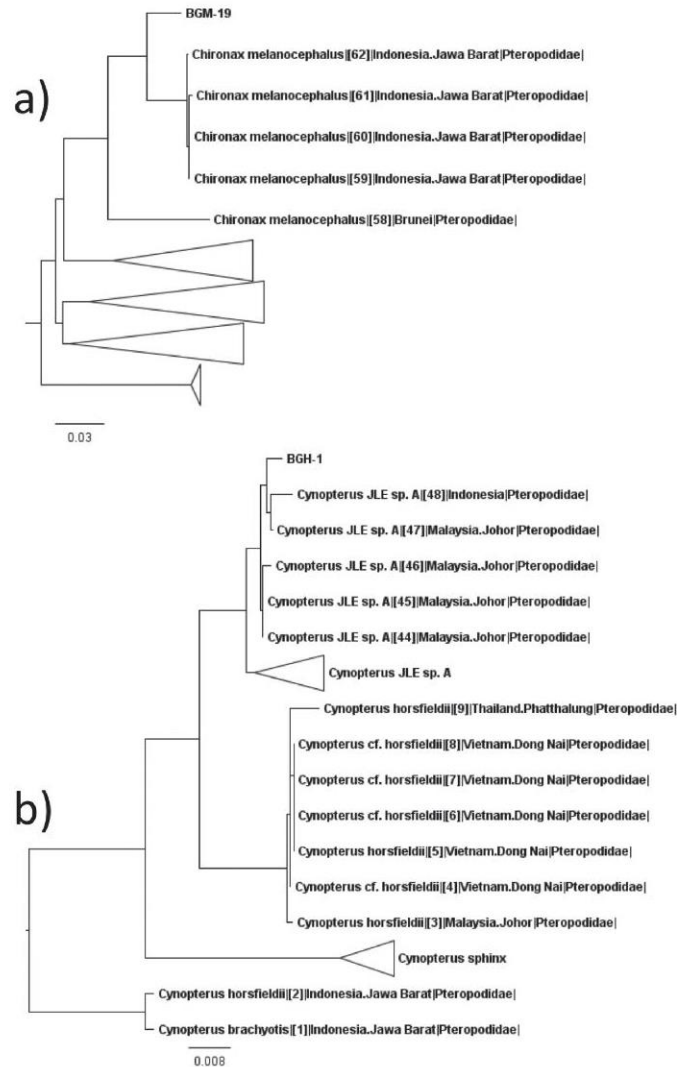 a)
BGM-19
Chironax melanocephalus|[62]|Indonesia.Jawa Barat|Pteropodidae|
Chironax melanocephalus|[61]|Indonesia.Jawa Barat|Pteropodidae|
Chironax melanocephalus|[60]|Indonesia.Jawa Barat|Pteropodidae|
Chironax melanocephalus|[59]|Indonesia.Jawa Barat|Pteropodidae|
Chironax melanocephalus|[58]|Brunei|Pteropodidae|
0.03
b)
BGH-1
Cynopterus JLE sp. A|[48]|Indonesia|Pteropodidae|
Cynopterus JLE sp. A|[47]|Malaysia.Johor|Pteropodidae|
Cynopterus JLE sp. A|[46]|Malaysia.Johor|Pteropodidae|
Cynopterus JLE sp. A|[45]|Malaysia.Johor|Pteropodidae|
Cynopterus JLE sp. A|[44]|Malaysia.Johor|Pteropodidae|
Cynopterus JLE sp. A
Cynopterus horsfieldii|[9]|Thailand.Phatthalung|Pteropodidae|
Cynopterus cf. horsfieldii|[8]|Vietnam.Dong Nai|Pteropodidae|
Cynopterus cf. horsfieldii|[7]|Vietnam.Dong Nai|Pteropodidae|
Cynopterus cf. horsfieldii|[6]|Vietnam.Dong Nai|Pteropodidae|
Cynopterus horsfieldii|[5]|Vietnam.Dong Nai|Pteropodidae|
Cynopterus cf. horsfieldii|[4]|Vietnam.Dong Nai|Pteropodidae|
Cynopterus horsfieldii|[3]|Malaysia.Johor|Pteropodidae|
Cynopterus sphinx
Cynopterus horsfieldii|[2]|Indonesia.Jawa Barat|Pteropodidae|
Cynopterus brachyotis|[1]|Indonesia.Jawa Barat|Pteropodidae|
0.008